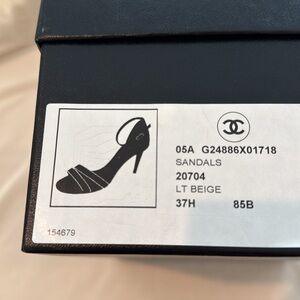 05A G24886X01718
SANDALS
20704
LT BEIGE
37H 85B
154679